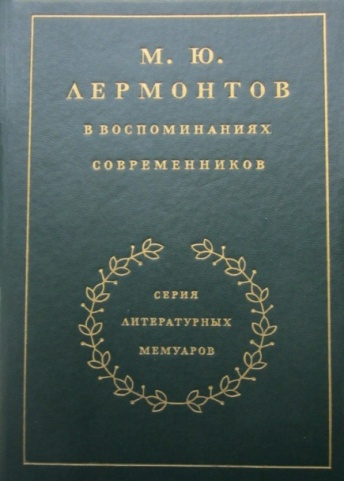 М. Ю.
ЛЕРМОНТОВ
В ВОСПОМИНАНИЯХ
СОВРЕМЕННИКОВ
СЕРИЯ
ЛИТЕРАТУРНЫХ
МЕМУАРОВ